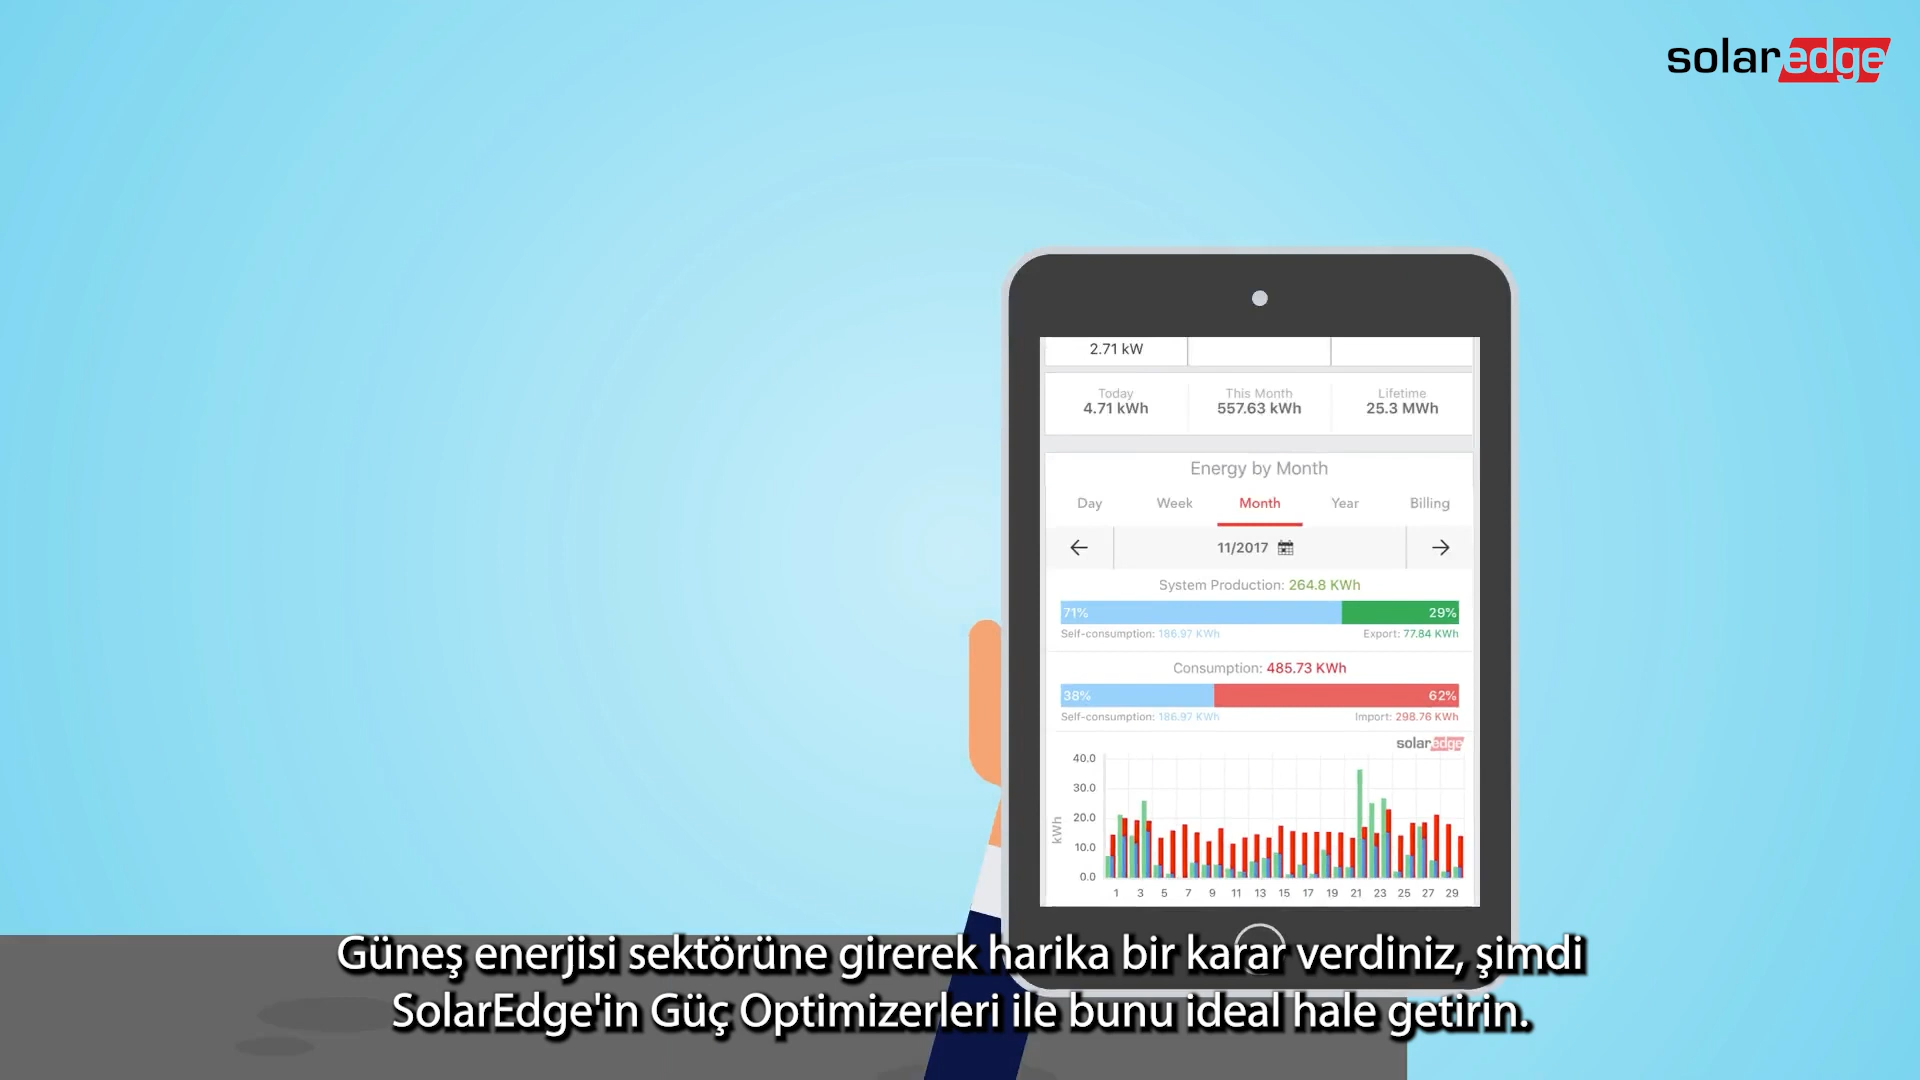 solaredge
2.71 kW
Today This Month Lifetime
4.71 kWh 557.63 kWh 25.3 MWh
Energy by Month
Day Week Month Year Billing
11/2017
System Production: 264.8 KWh
71% 29%
Self-consumption: 186.97 KWh Export: 77.84 KWh
Consumption: 485.73 KWh
38% 62%
Self-consumption: 186.97 KWh Import: 298.76 KWh
solaredge
40.0
30.0
20.0
10.0
0.0
kWh
1 3 5 7 9 11 13 15 17 19 21 23 25 27 29
Güneş enerjisi sektörüne girerek harika bir karar verdiniz, şimdi
SolarEdge'in Güç Optimizerleri ile bunu ideal hale getirin.